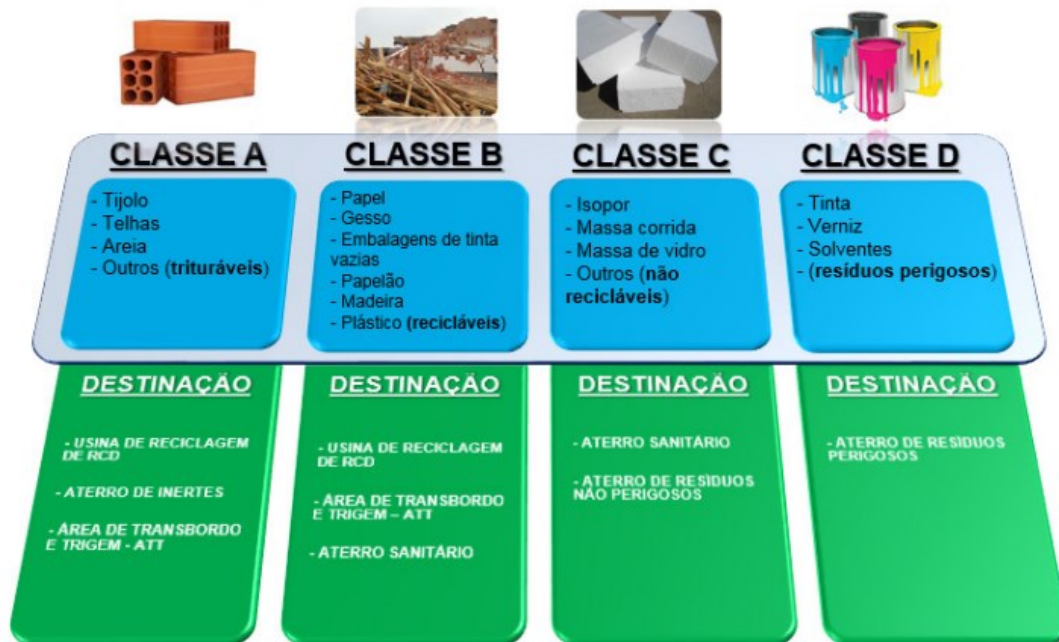 CLASSE A
- Tijolo
- Telhas
- Areia
- Outros (trituráveis)
CLASSE B
- Papel
- Gesso
- Embalagens de tinta
vazias
- Papelão
- Madeira
- Plástico (recicláveis)
CLASSE C
- Isopor
- Massa corrida
- Massa de vidro
- Outros (não
recicláveis)
CLASSE D
- Tinta
- Verniz
- Solventes
- (resíduos perigosos)
DESTINAÇÃO
- USINA DE RECICLAGEM
DE RCD
- ATERRO DE INERTES
- ÁREA DE TRANSBORDO
E TRIGEM - ATT
DESTINAÇÃO
- USINA DE RECICLAGEM
DE RCD
- ÁREA DE TRANSBORDO
E TRIGEM – ATT
- ATERRO SANITÁRIO
DESTINAÇÃO
- ATERRO SANITÁRIO
- ATERRO DE RESÍDUOS
NÃO PERIGOSOS
DESTINAÇÃO
- ATERRO DE RESÍDUOS
PERIGOSOS